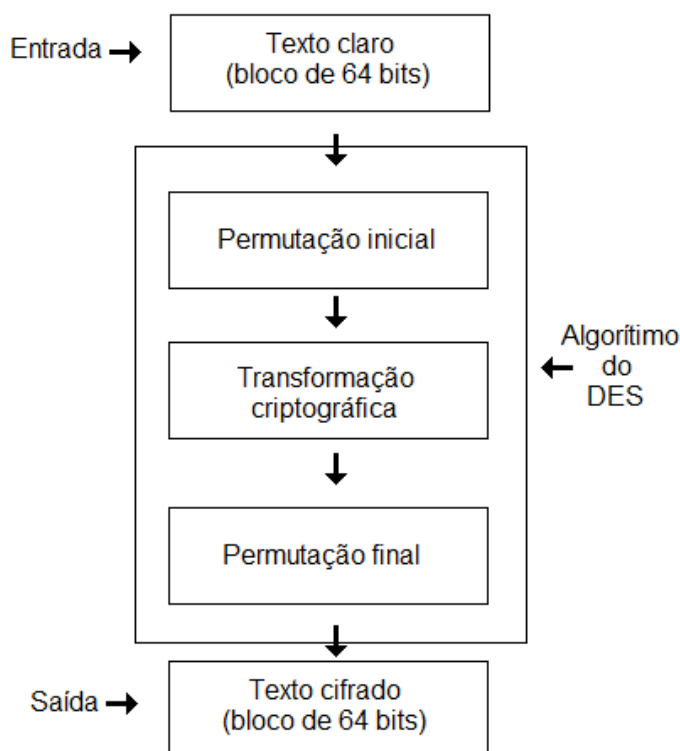 Entrada
Texto claro
(bloco de 64 bits)
Permutação inicial
Transformação
criptográfica
Algorítimo
do
DES
Permutação final
Saída
Texto cifrado
(bloco de 64 bits)